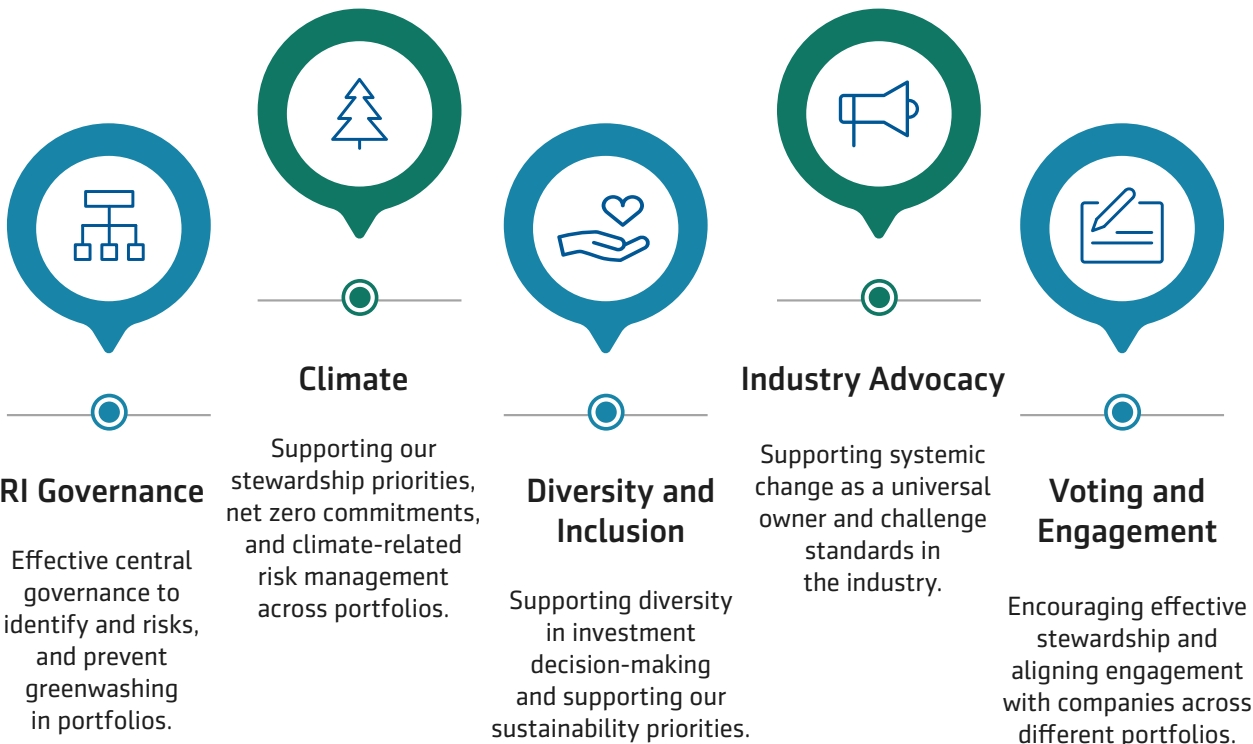 RI Governance
Effective central
governance to
identify and risks,
and prevent
greenwashing
in portfolios.
Climate
Supporting our
stewardship priorities,
net zero commitments,
and climate-related
risk management
across portfolios.
Diversity and
Inclusion
Supporting diversity
in investment
decision-making
and supporting our
sustainability priorities.
Industry Advocacy
Supporting systemic
change as a universal
owner and challenge
standards in
the industry.
Voting and
Engagement
Encouraging effective
stewardship and
aligning engagement
with companies across
different portfolios.